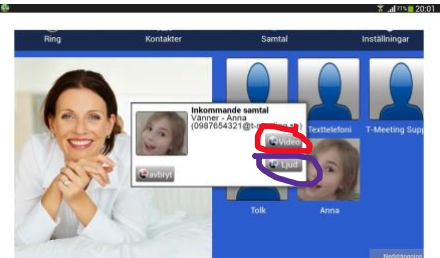 71% 20:01
Ring Kontakter Samtal Inställningar
Inkommande samtal
Vänner - Anna
(0987654321@t-meeting.se)
Video
Ljud
avbryt
Texttelefoni T-Meeting Supp
Tolk Anna